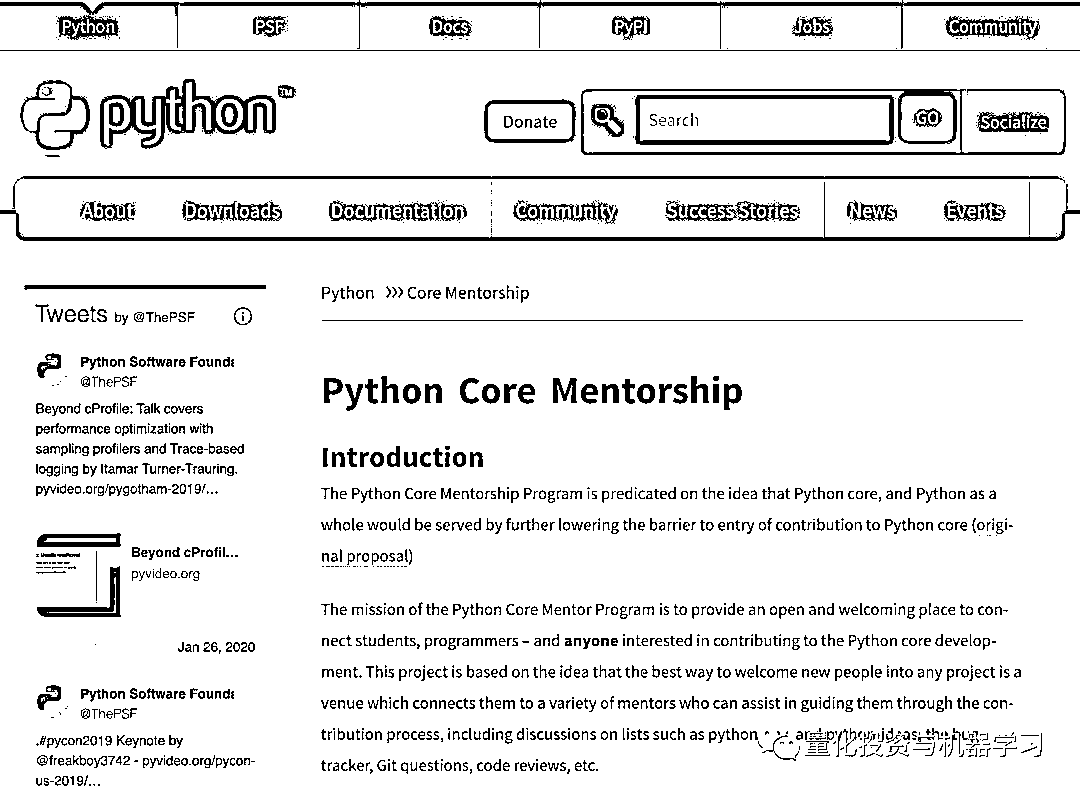 Python
PSF
Docs
PyPI
Jobs
Community
python™
Donate
Search
GO
Socialize
About
Downloads
Documentation
Community
Success Stories
News
Events
Tweets by @ThePSF
Python Software Founda
@ThePSF
Beyond cProfile: Talk covers
performance optimization with
sampling profilers and Trace-based
logging by Itamar Turner-Trauring.
pyvideo.org/pygotham-2019/…
Beyond cProfil…
pyvideo.org
Jan 26, 2020
Python Software Founda
@ThePSF
.#pycon2019 Keynote by
@freakboy3742 - pyvideo.org/pycon-
us-2019/…
Python >>> Core Mentorship
Python Core Mentorship
Introduction
The Python Core Mentorship Program is predicated on the idea that Python core, and Python as a
whole would be served by further lowering the barrier to entry of contribution to Python core (origi-
nal proposal)
The mission of the Python Core Mentor Program is to provide an open and welcoming place to con-
nect students, programmers – and anyone interested in contributing to the Python core develop-
ment. This project is based on the idea that the best way to welcome new people into any project is a
venue which connects them to a variety of mentors who can assist in guiding them through the con-
tribution process, including discussions on lists such as python and python-ideas, the bug
tracker, Git questions, code reviews, etc.
量化投资与机器学习